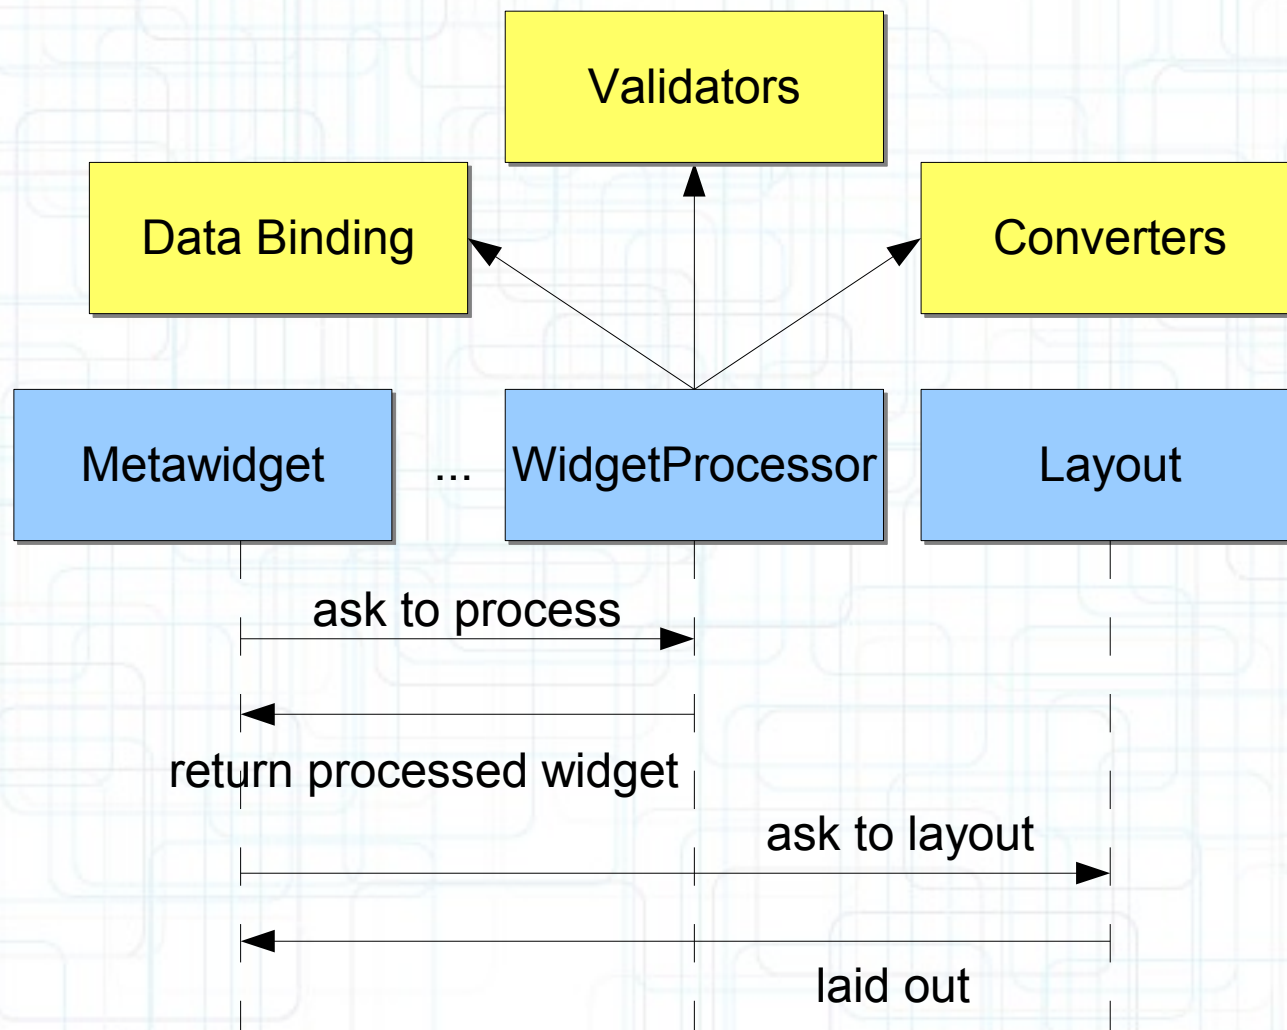 Validators
Data Binding
Converters
Metawidget
...
WidgetProcessor
Layout
ask to process
return processed widget
ask to layout
laid out